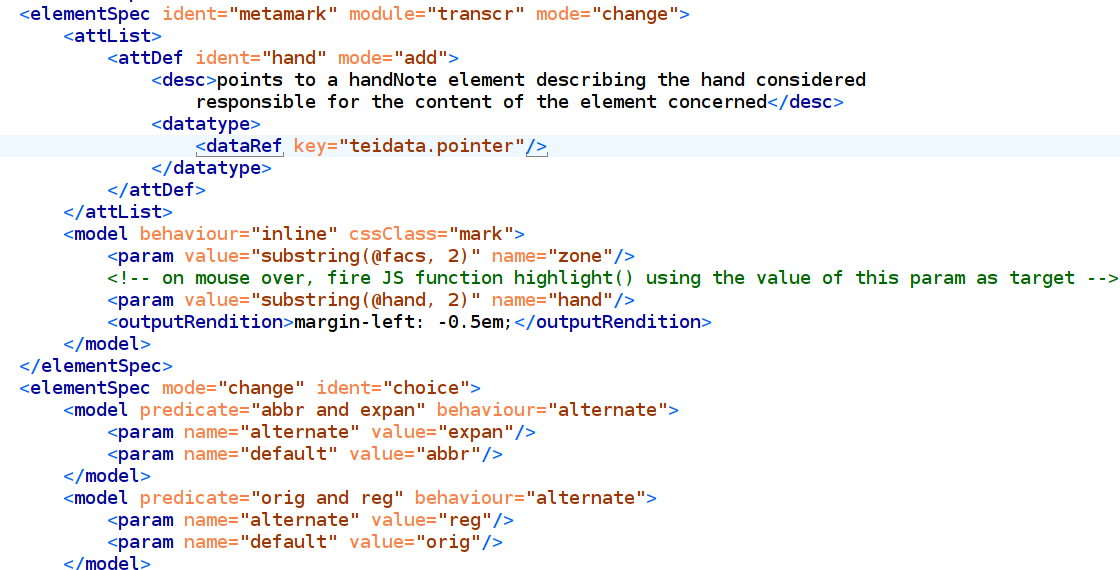 <elementSpec ident="metamark" module="transcr" mode="change">
    <attList>
        <attDef ident="hand" mode="add">
            <desc>points to a handNote element describing the hand considered
                responsible for the content of the element concerned</desc>
            <datatype>
                <dataRef key="teidata.pointer"/>
            </datatype>
        </attDef>
    </attList>
    <model behaviour="inline" cssClass="mark">
        <param value="substring(@facs, 2)" name="zone"/>
        <!-- on mouse over, fire JS function highlight() using the value of this param as target -->
        <param value="substring(@hand, 2)" name="hand"/>
        <outputRendition>margin-left: -0.5em;</outputRendition>
    </model>
</elementSpec>
<elementSpec mode="change" ident="choice">
    <model predicate="abbr and expan" behaviour="alternate">
        <param name="alternate" value="expan"/>
        <param name="default" value="abbr"/>
    </model>
    <model predicate="orig and reg" behaviour="alternate">
        <param name="alternate" value="reg"/>
        <param name="default" value="orig"/>
    </model>